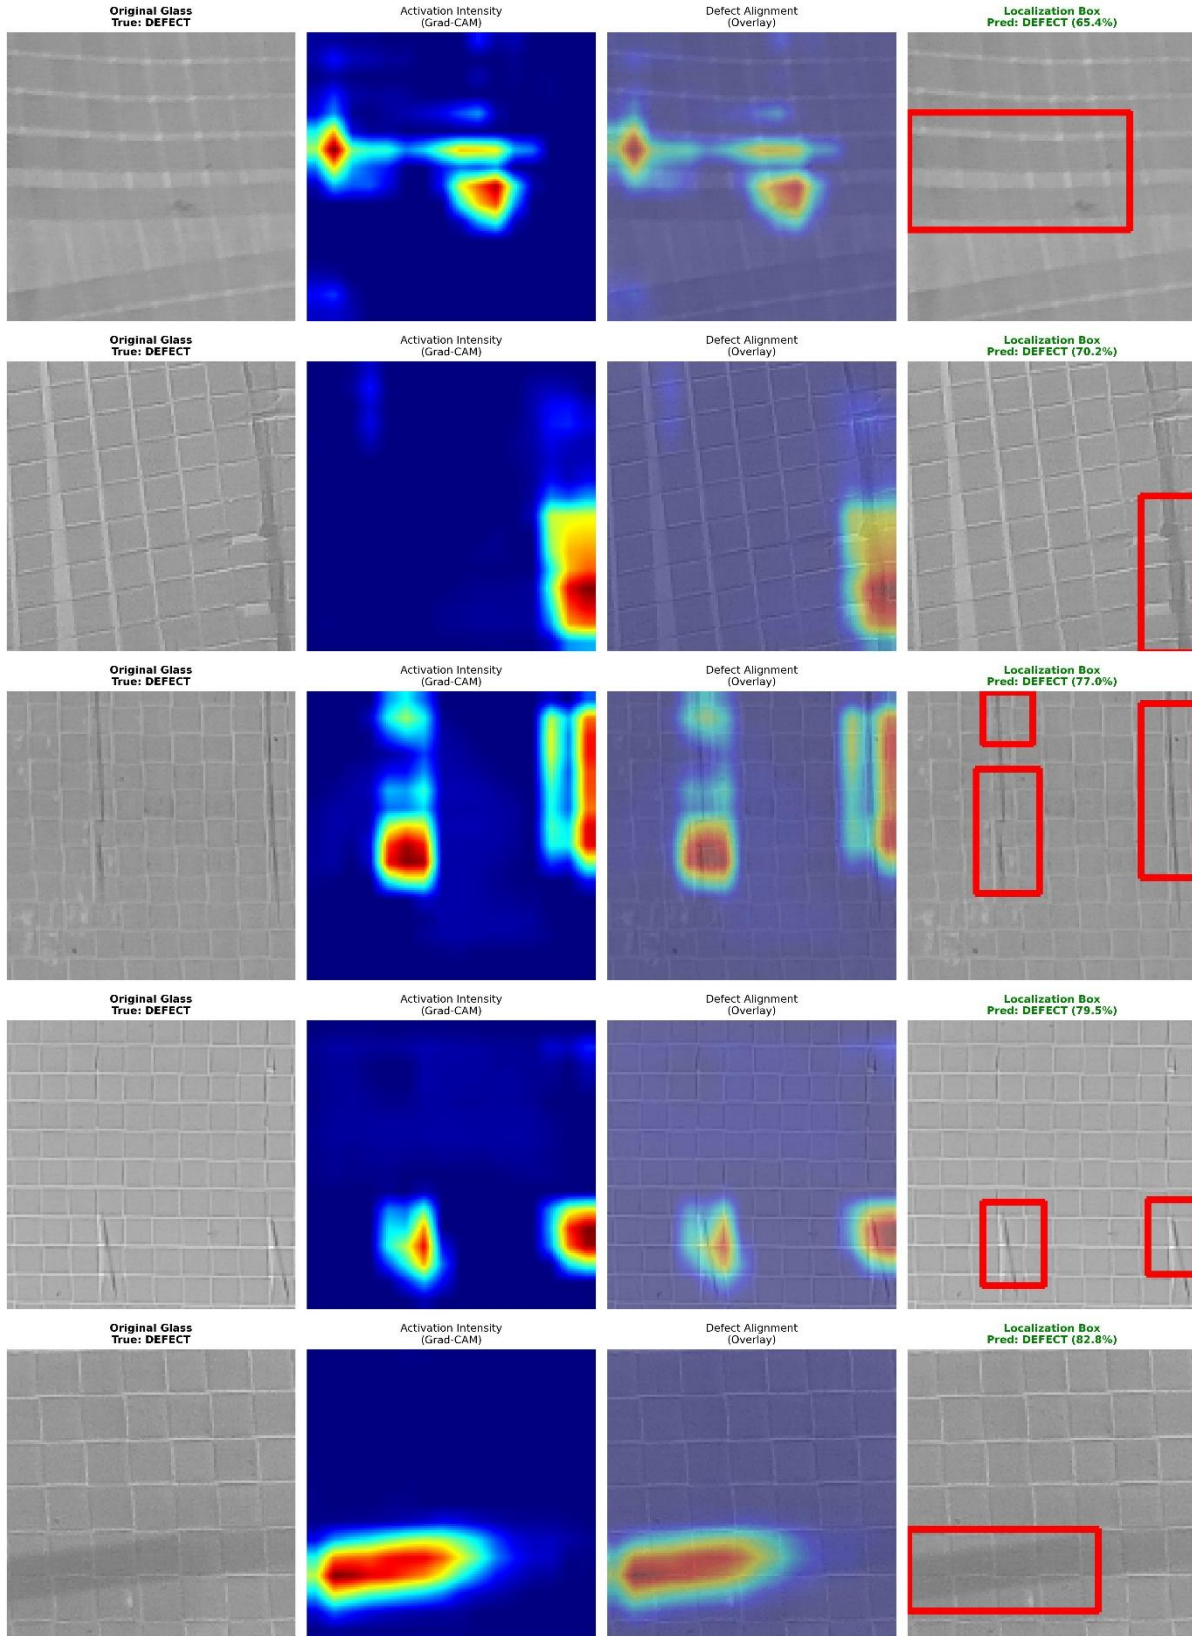 Original Glass
True: DEFECT
Activation Intensity
(Grad-CAM)
Defect Alignment
(Overlay)
Localization Box
Pred: DEFECT (65.4%)
Original Glass
True: DEFECT
Activation Intensity
(Grad-CAM)
Defect Alignment
(Overlay)
Localization Box
Pred: DEFECT (70.2%)
Original Glass
True: DEFECT
Activation Intensity
(Grad-CAM)
Defect Alignment
(Overlay)
Localization Box
Pred: DEFECT (77.0%)
Original Glass
True: DEFECT
Activation Intensity
(Grad-CAM)
Defect Alignment
(Overlay)
Localization Box
Pred: DEFECT (79.5%)
Original Glass
True: DEFECT
Activation Intensity
(Grad-CAM)
Defect Alignment
(Overlay)
Localization Box
Pred: DEFECT (82.8%)